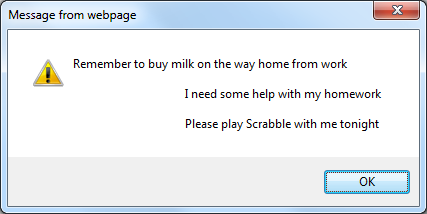 Message from webpage
Remember to buy milk on the way home from work
I need some help with my homework
Please play Scrabble with me tonight
OK